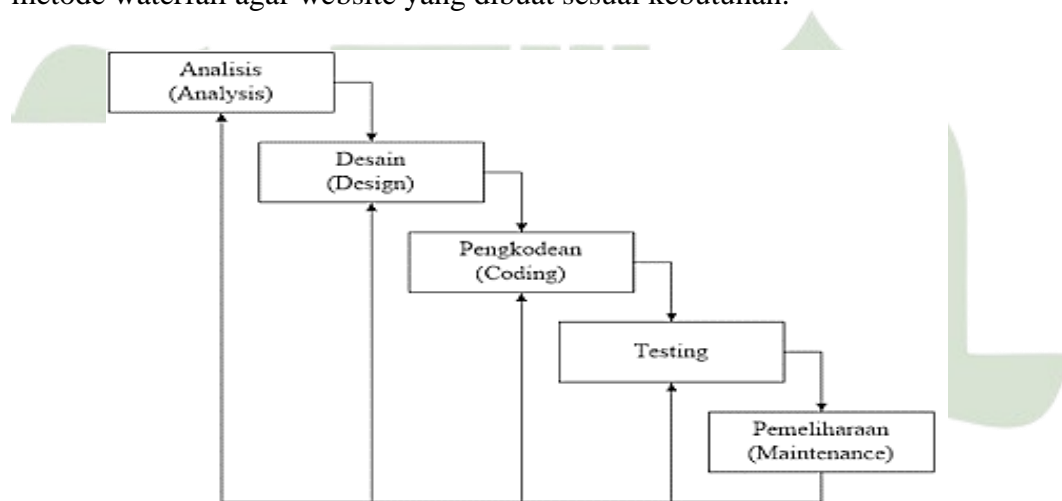 metode waterfall agar website yang dibuat sesuai kebutuhan.
Analisis
(Analysis)
Desain
(Design)
Pengkodean
(Coding)
Testing
Pemeliharaan
(Maintenance)